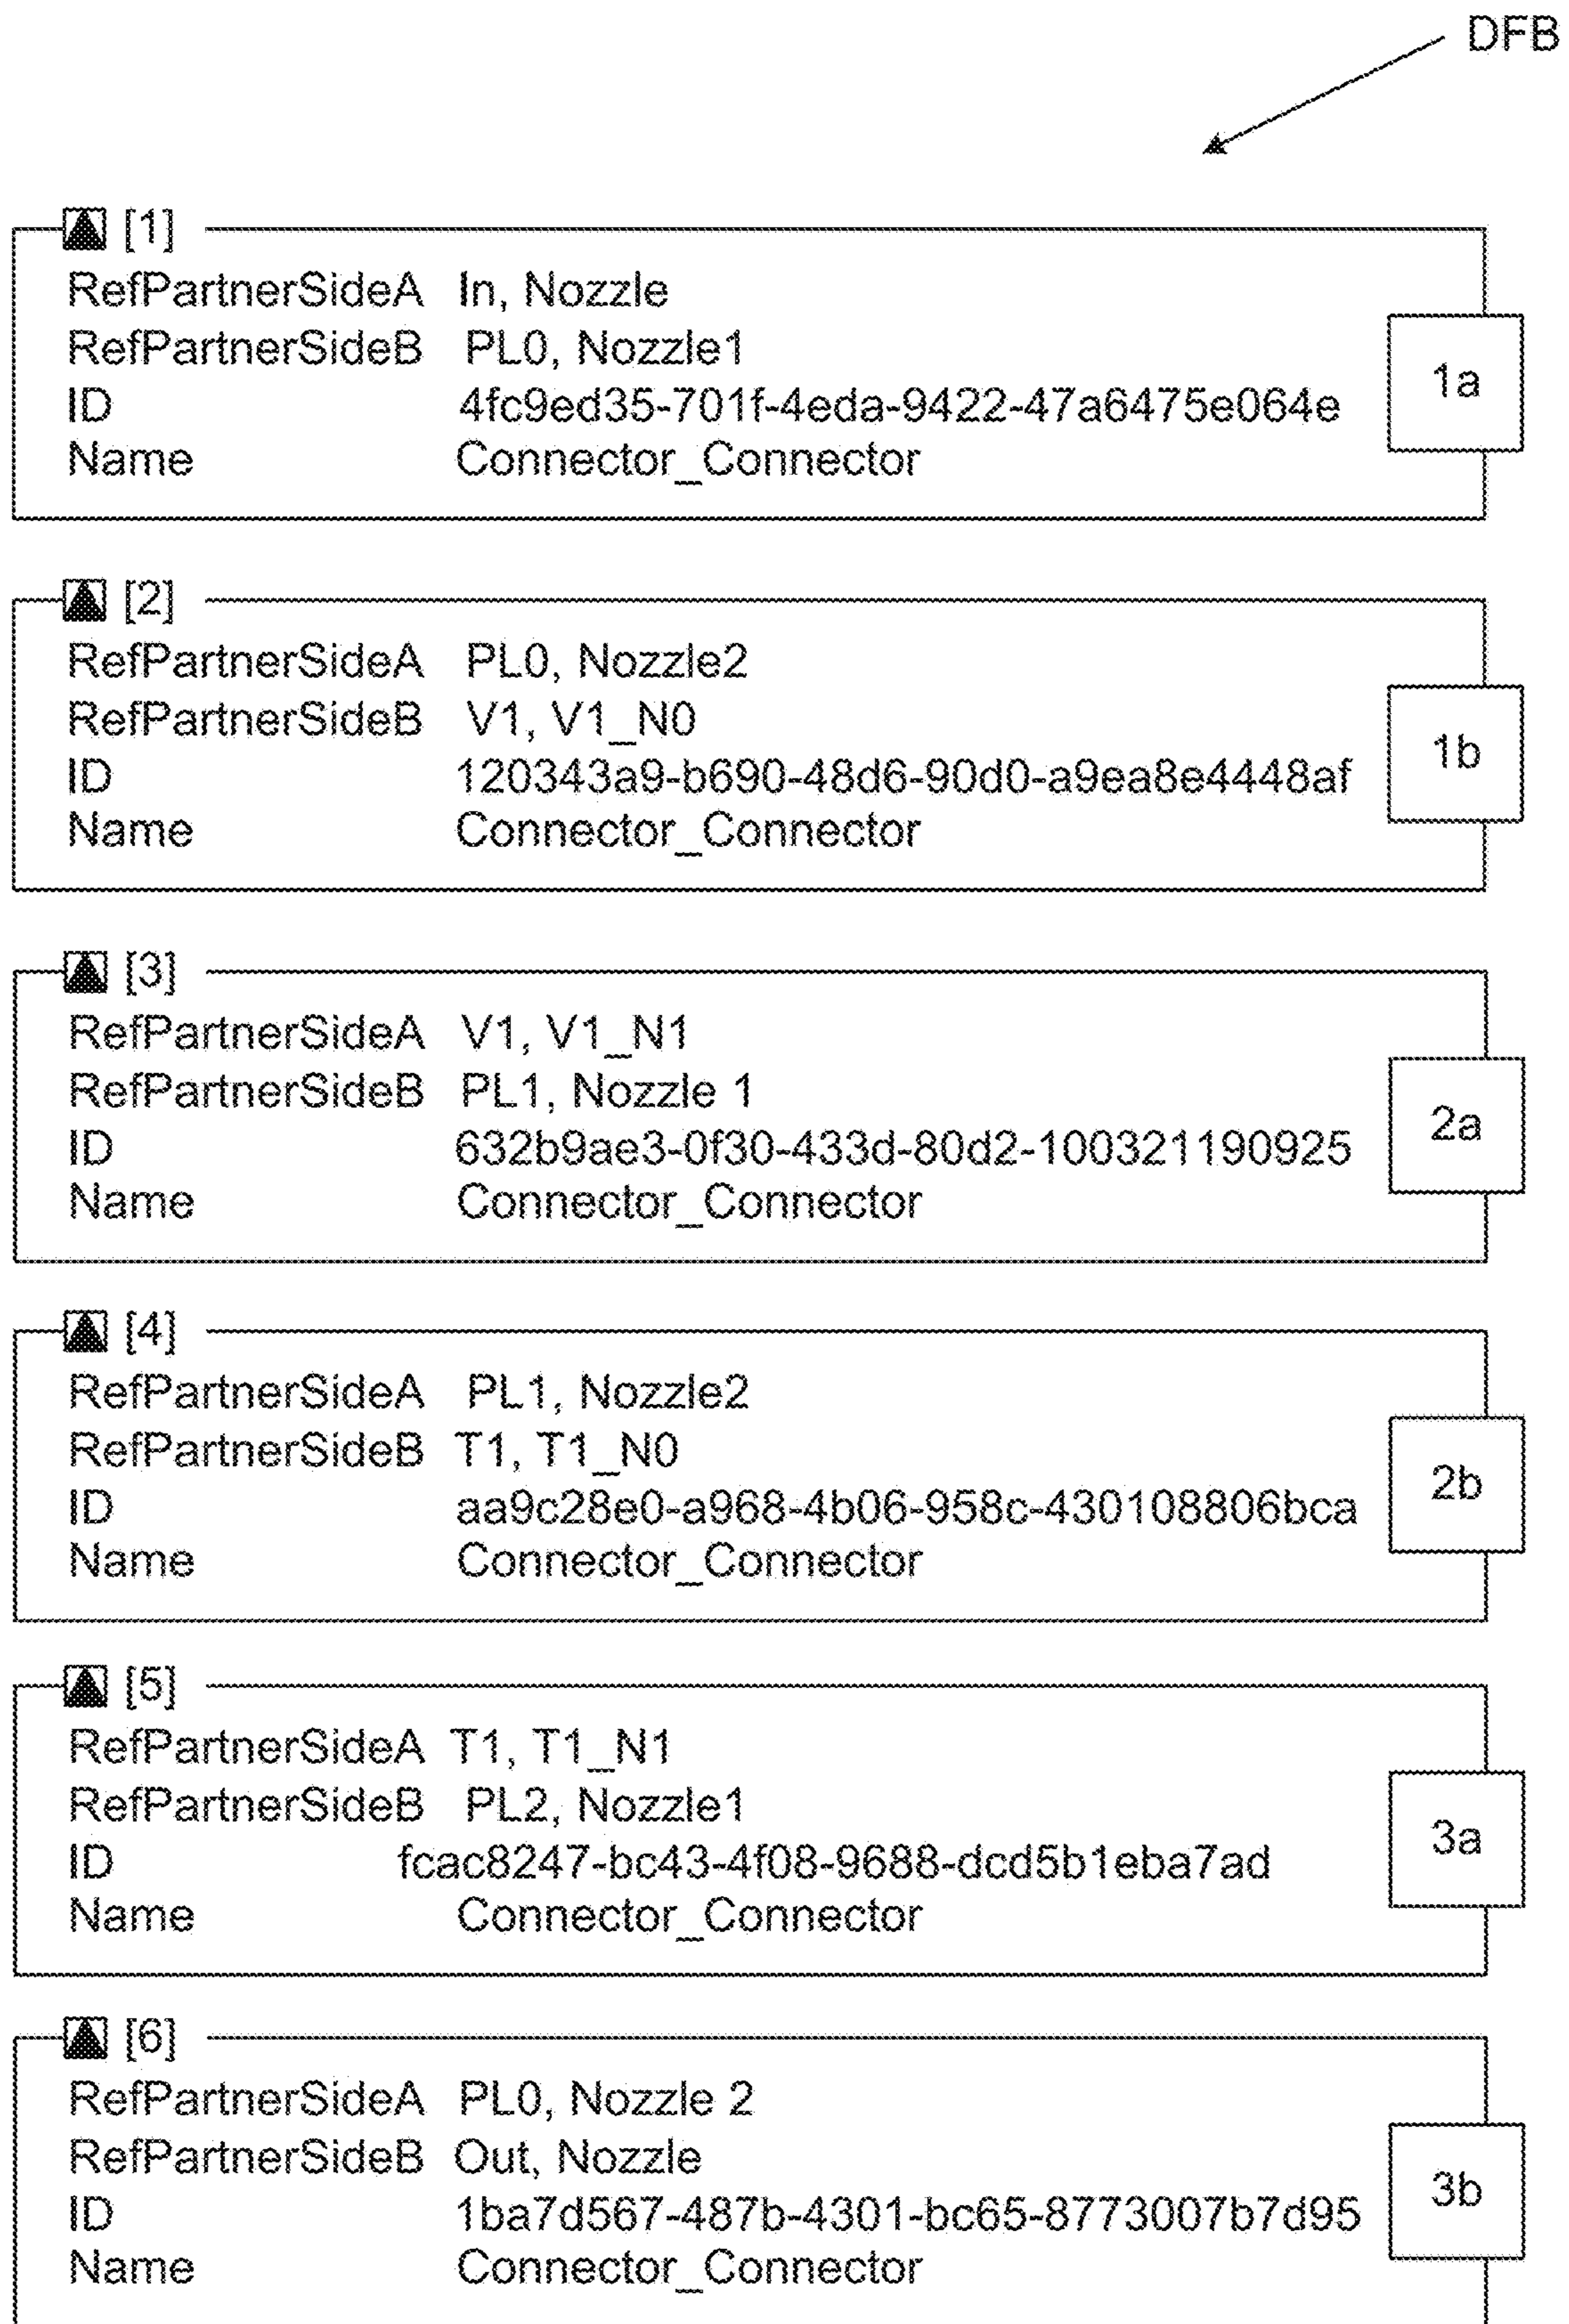 DFB
[1]
RefPartnerSideA In, Nozzle
RefPartnerSideB PL0, Nozzle1
ID 4fc9ed35-701f-4eda-9422-47a6475e064e
Name Connector_Connector
1a
[2]
RefPartnerSideA PL0, Nozzle2
RefPartnerSideB V1, V1_N0
ID 120343a9-b690-48d6-90d0-a9ea8e4448af
Name Connector_Connector
1b
[3]
RefPartnerSideA V1, V1_N1
RefPartnerSideB PL1, Nozzle 1
ID 632b9ae3-0f30-433d-80d2-100321190925
Name Connector_Connector
2a
[4]
RefPartnerSideA PL1, Nozzle2
RefPartnerSideB T1, T1_N0
ID aa9c28e0-a968-4b06-958c-430108806bca
Name Connector_Connector
2b
[5]
RefPartnerSideA T1, T1_N1
RefPartnerSideB PL2, Nozzle1
ID fcac8247-bc43-4f08-9688-dcd5b1eba7ad
Name Connector_Connector
3a
[6]
RefPartnerSideA PL0, Nozzle 2
RefPartnerSideB Out, Nozzle
ID 1ba7d567-487b-4301-bc65-8773007b7d95
Name Connector_Connector
3b